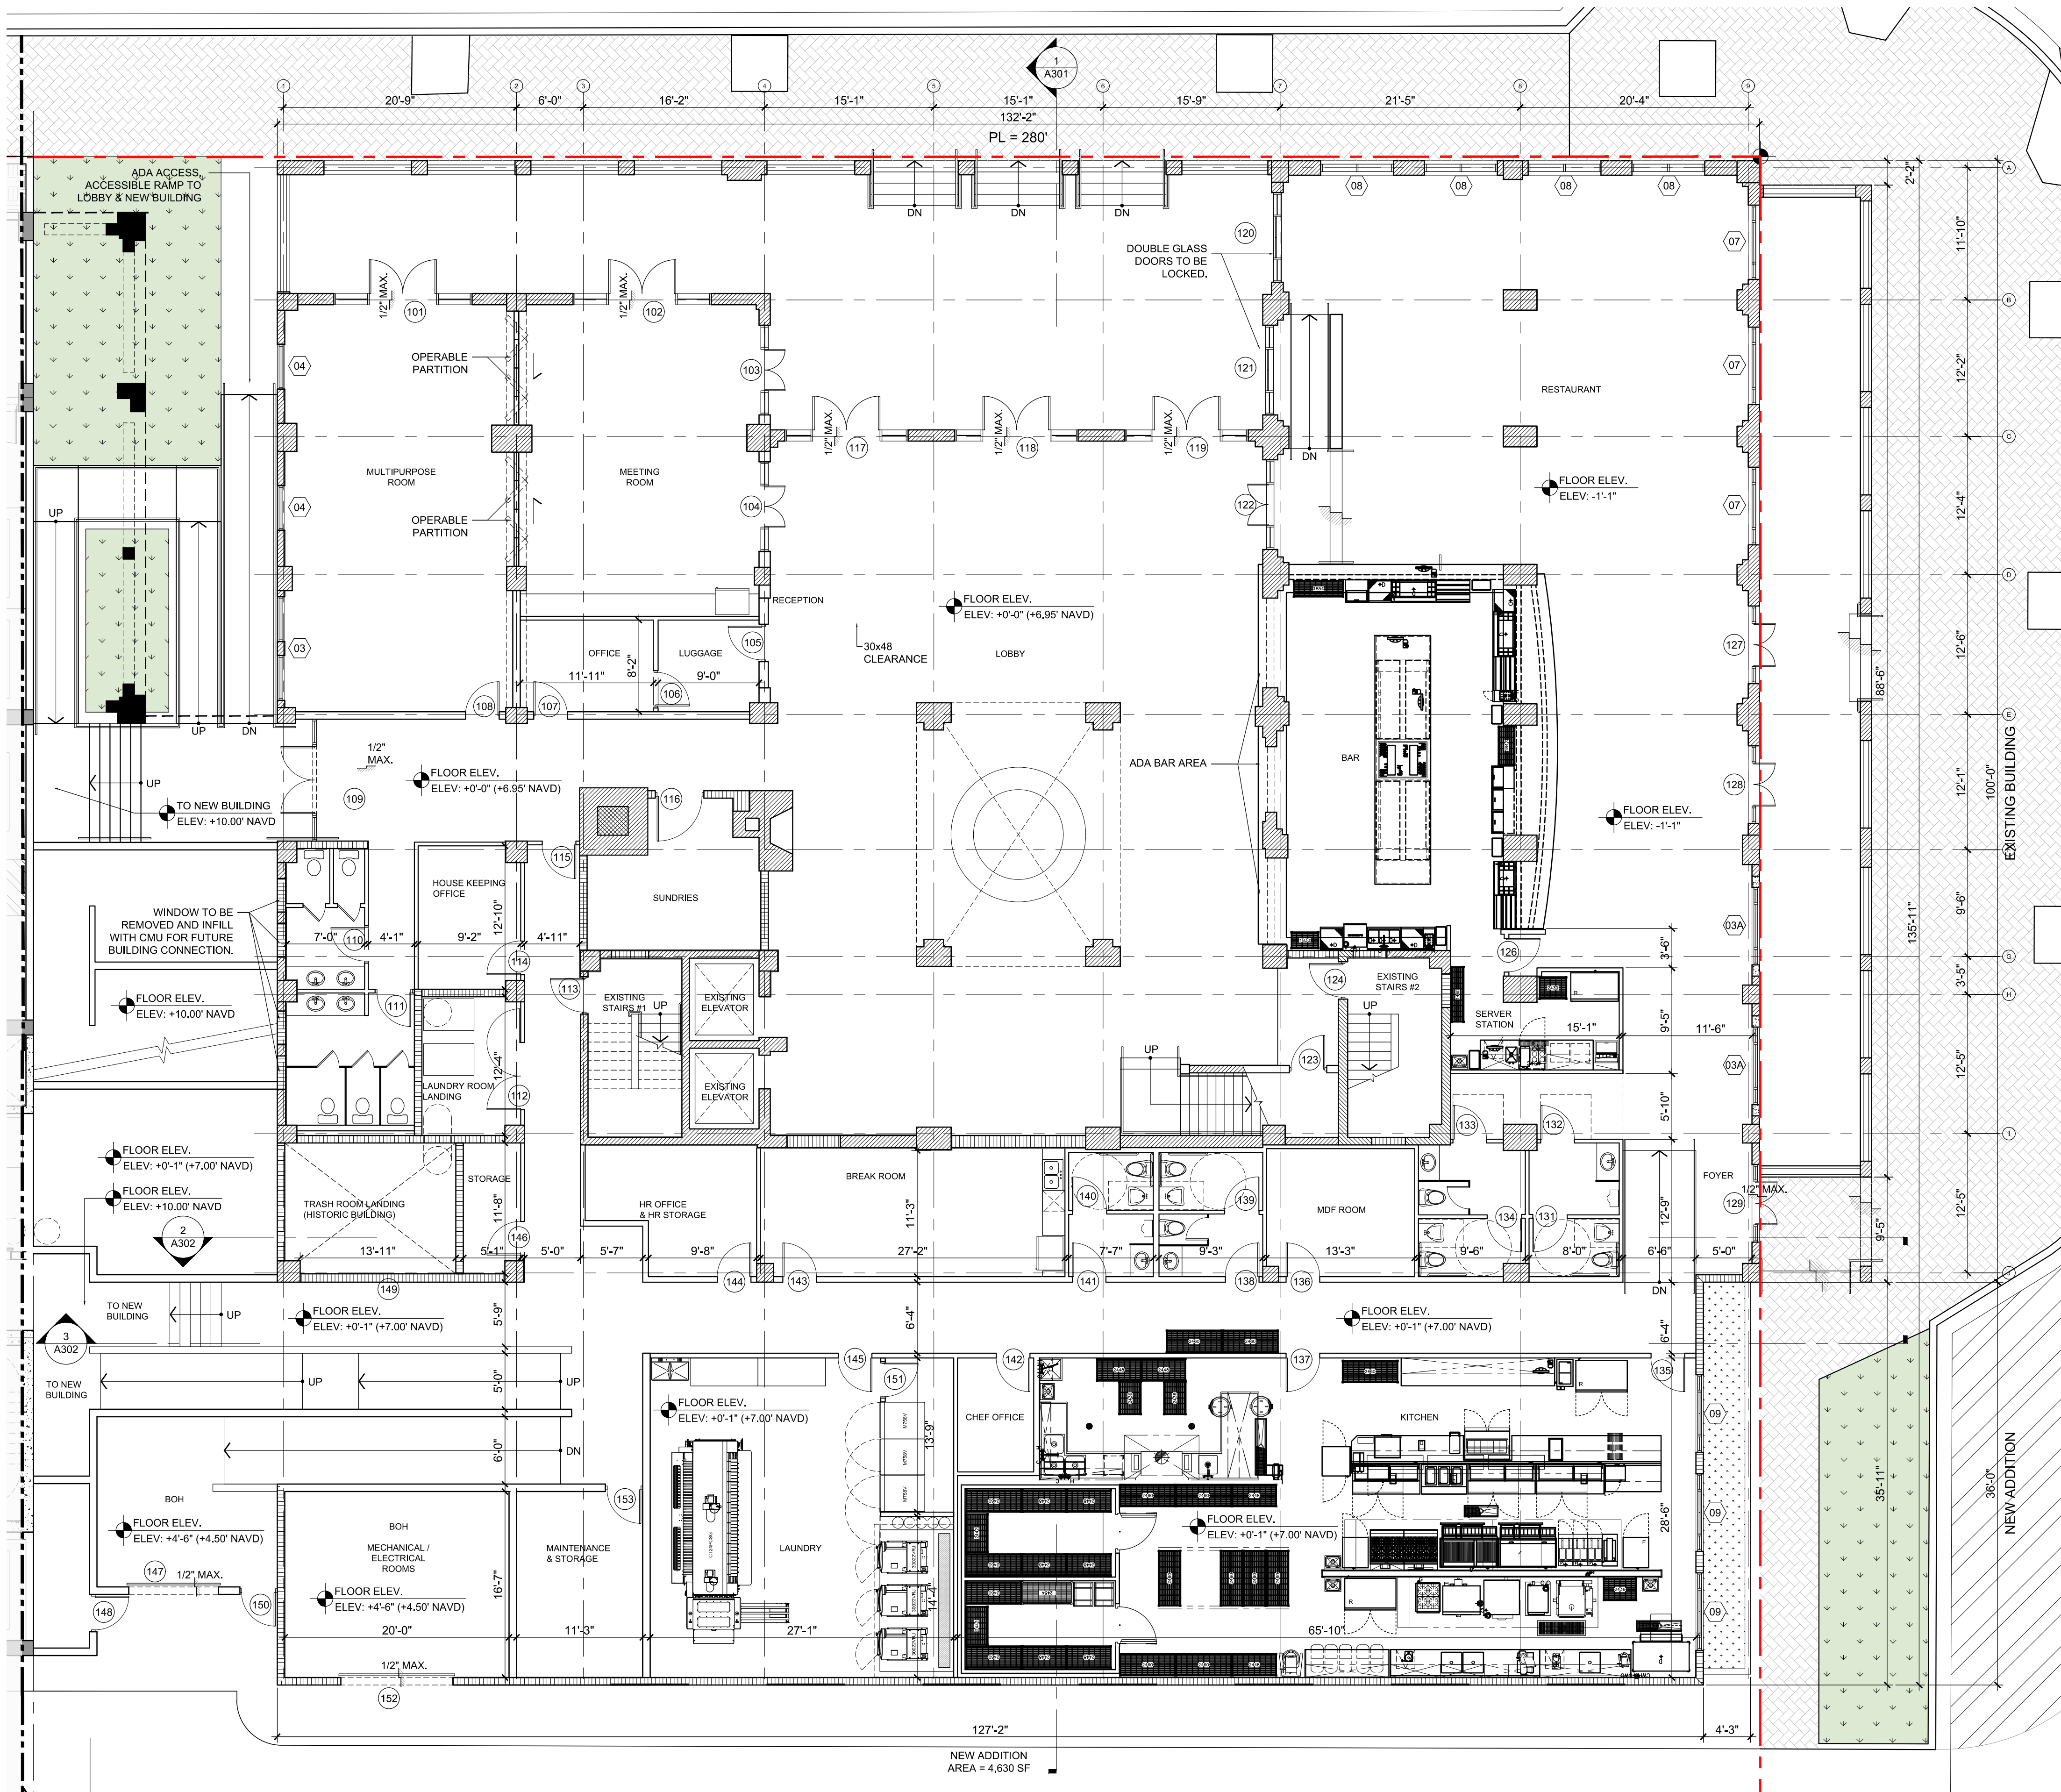 1
A301
1
2
3
4
5
6
7
8
9
20'-9"
6'-0"
16'-2"
15'-1"
15'-1"
15'-9"
21'-5"
20'-4"
132'-2"
PL = 280'
ADA ACCESS,
ACCESSIBLE RAMP TO
LOBBY & NEW BUILDING
DN
DN
DN
08
08
08
08
A
2'-2"
120
07
11'-10"
DOUBLE GLASS
DOORS TO BE
LOCKED.
1/2" MAX.
101
1/2" MAX.
102
B
OPERABLE
PARTITION
04
103
121
07
12'-2"
RESTAURANT
1/2" MAX.
117
1/2" MAX.
118
1/2" MAX.
119
C
DN
MULTIPURPOSE
ROOM
MEETING
ROOM
FLOOR ELEV.
ELEV: -1'-1"
UP
04
104
122
07
12'-4"
OPERABLE
PARTITION
D
RECEPTION
FLOOR ELEV.
ELEV: +0'-0" (+6.95' NAVD)
03
OFFICE
LUGGAGE
105
30x48
CLEARANCE
LOBBY
127
12'-6"
8'-2"
11'-11"
9'-0"
106
88'-6"
108
107
E
UP
DN
1/2"
MAX.
BAR
ADA BAR AREA
EXISTING BUILDING
UP
FLOOR ELEV.
ELEV: +0'-0" (+6.95' NAVD)
109
116
128
12'-1"
100'-0"
TO NEW BUILDING
ELEV: +10.00' NAVD
FLOOR ELEV.
ELEV: -1'-1"
115
HOUSE KEEPING
OFFICE
SUNDRIES
12'-10"
135'-11"
9'-6"
WINDOW TO BE
REMOVED AND INFILL
WITH CMU FOR FUTURE
BUILDING CONNECTION.
7'-0"
110
4'-1"
9'-2"
4'-11"
03A
126
3'-6"
114
G
113
124
3'-5"
111
EXISTING
STAIRS #1
UP
EXISTING
ELEVATOR
EXISTING
STAIRS #2
UP
H
FLOOR ELEV.
ELEV: +10.00' NAVD
SERVER
STATION
15'-1"
9'-5"
11'-6"
R
UP
123
03A
12'-5"
12'-4"
LAUNDRY ROOM
LANDING
112
EXISTING
ELEVATOR
5'-10"
133
132
I
FLOOR ELEV.
ELEV: +0'-1" (+7.00' NAVD)
FLOOR ELEV.
ELEV: +10.00' NAVD
STORAGE
TRASH ROOM LANDING
(HISTORIC BUILDING)
11'-8"
HR OFFICE
& HR STORAGE
BREAK ROOM
11'-3"
140
139
MDF ROOM
134
131
12'-9"
FOYER
1/2" MAX.
129
12'-5"
2
A302
146
9'-5"
13'-11"
5'-1"
5'-0"
5'-7"
9'-8"
27'-2"
7'-7"
9'-3"
13'-3"
9'-6"
8'-0"
6'-6"
5'-0"
J
149
144
143
141
138
136
DN
TO NEW
BUILDING
UP
FLOOR ELEV.
ELEV: +0'-1" (+7.00' NAVD)
5'-9"
6'-4"
FLOOR ELEV.
ELEV: +0'-1" (+7.00' NAVD)
6'-4"
3
A302
145
142
137
135
TO NEW
BUILDING
UP
UP
5'-0"
151
FLOOR ELEV.
ELEV: +0'-1" (+7.00' NAVD)
CHEF OFFICE
KITCHEN
09
R
6'-0"
DN
13'-9"
M756V
M756V
M756V
35'-11"
36'-0"
NEW ADDITION
BOH
153
FLOOR ELEV.
ELEV: +4'-6" (+4.50' NAVD)
BOH
MECHANICAL /
ELECTRICAL
ROOMS
MAINTENANCE
& STORAGE
LAUNDRY
FLOOR ELEV.
ELEV: +0'-1" (+7.00' NAVD)
28'-6"
09
F
147
1/2" MAX.
16'-7"
FLOOR ELEV.
ELEV: +4'-6" (+4.50' NAVD)
14'-4"
148
150
R
09
20'-0"
11'-3"
27'-1"
65'-10"
1/2" MAX.
152
127'-2"
4'-3"
NEW ADDITION
AREA = 4,630 SF